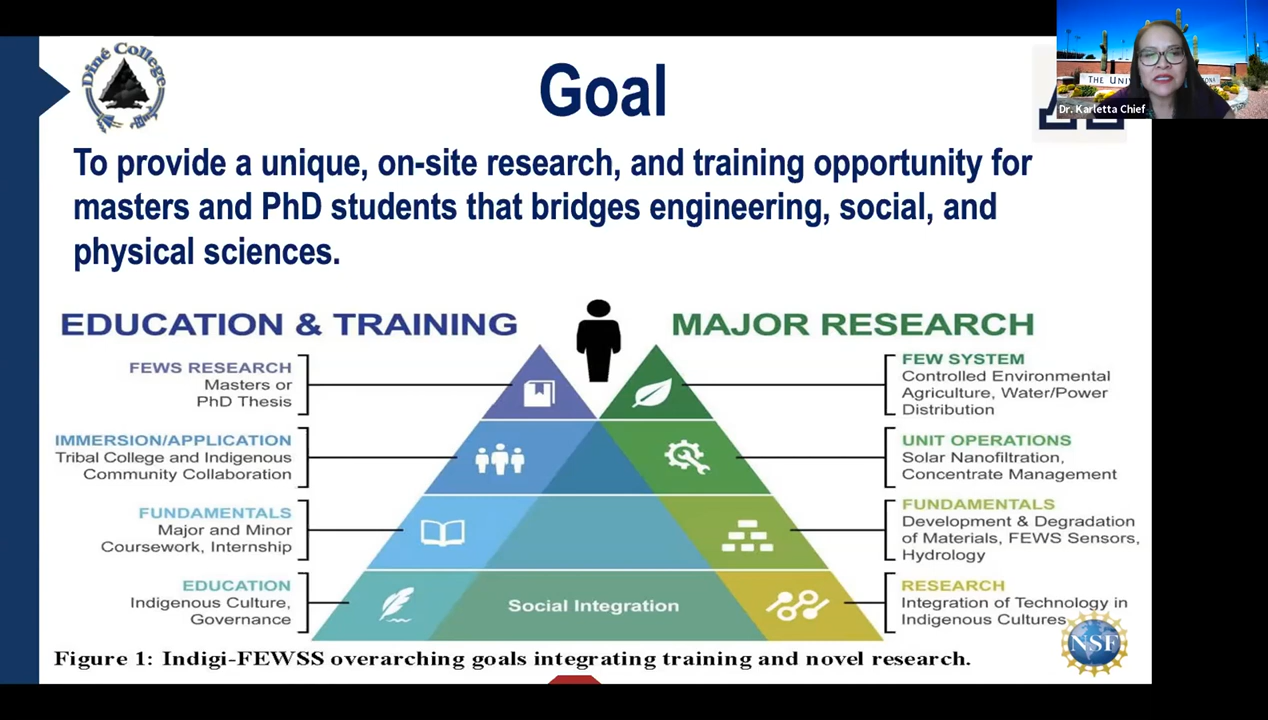 Diné College
Goal
THE UNI
Dr. Karletta Chief
To provide a unique, on-site research, and training opportunity for
masters and PhD students that bridges engineering, social, and
physical sciences.
EDUCATION & TRAINING
FEWS RESEARCH
Masters or
PhD Thesis
IMMERSION/APPLICATION
Tribal College and Indigenous
Community Collaboration
FUNDAMENTALS
Major and Minor
Coursework, Internship
EDUCATION
Indigenous Culture,
Governance
Social Integration
MAJOR RESEARCH
FEW SYSTEM
Controlled Environmental
Agriculture, Water/Power
Distribution
UNIT OPERATIONS
Solar Nanofiltration,
Concentrate Management
FUNDAMENTALS
Development & Degradation
of Materials, FEWS Sensors,
Hydrology
RESEARCH
Integration of Technology in
Indigenous Cultures
NSF
Figure 1: Indigi-FEWSS overarching goals integrating training and novel research.